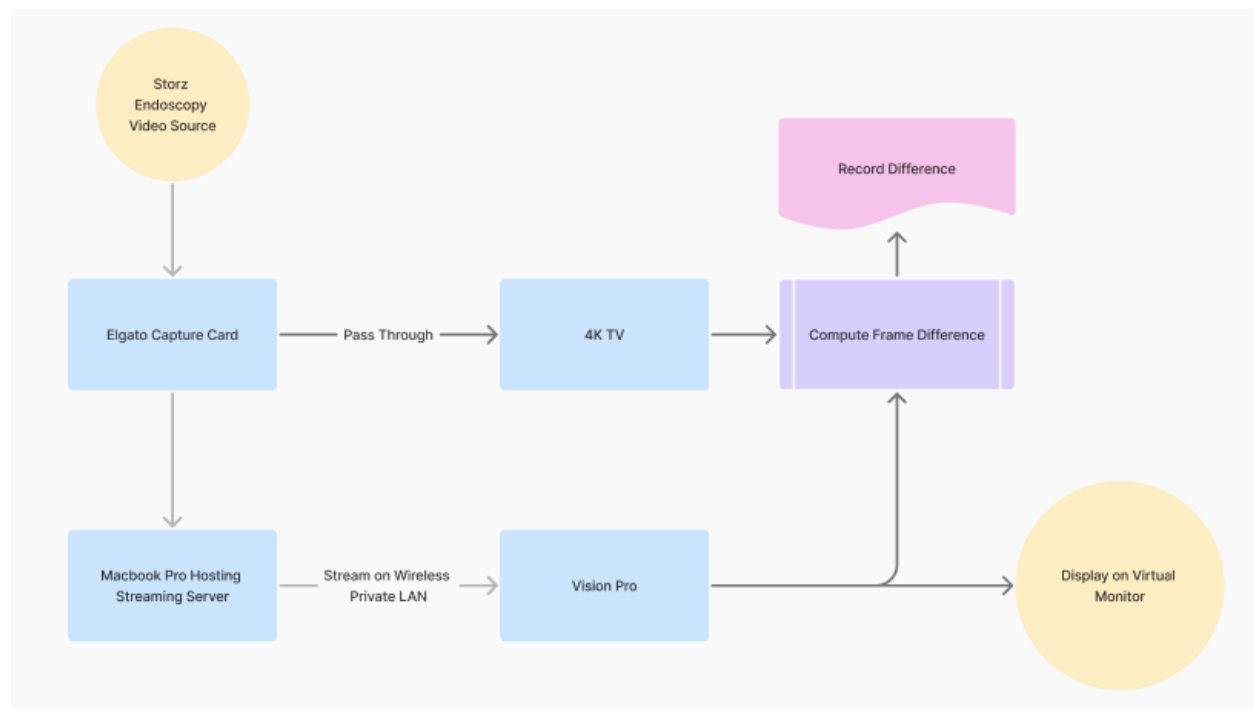 Storz
Endoscopy
Video Source
Record Difference
Elgato Capture Card
Pass Through
4K TV
Compute Frame Difference
Macbook Pro Hosting
Streaming Server
Stream on Wireless
Private LAN
Vision Pro
Display on Virtual
Monitor